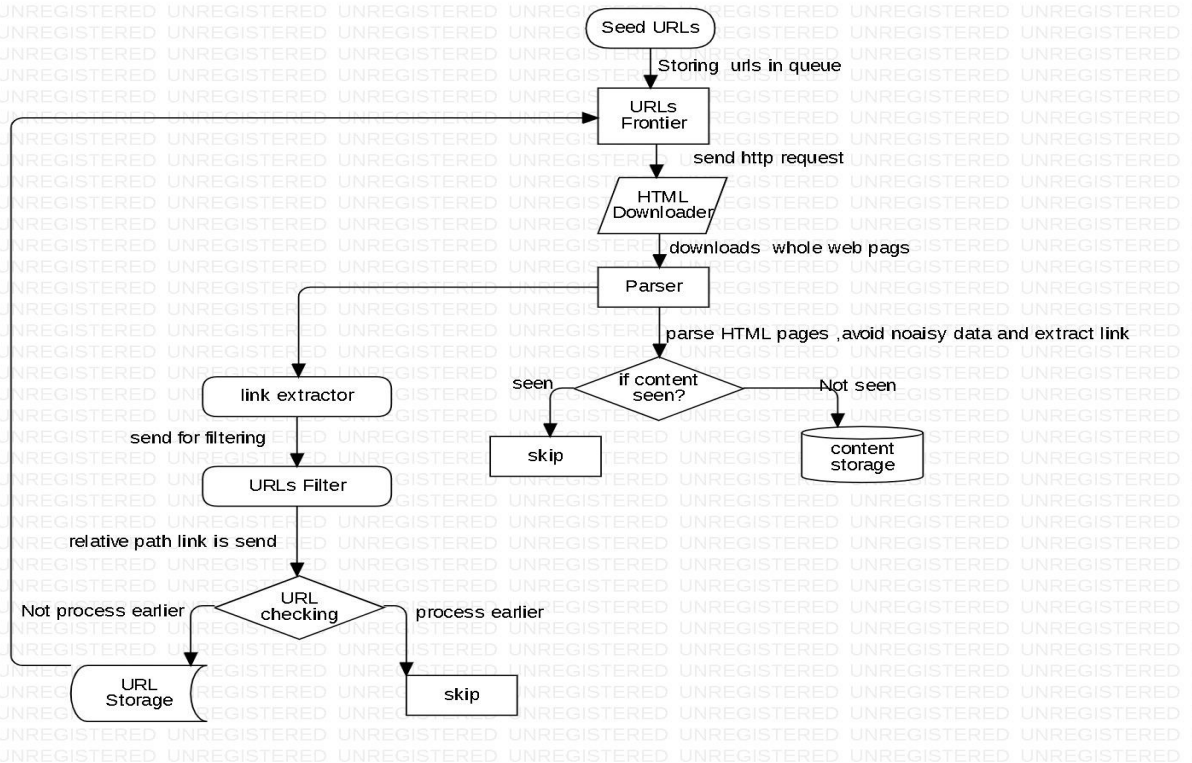 Seed URLs
Storing urls in queue
URLs
Frontier
send http request
HTML
Downloader
downloads whole web pags
Parser
parse HTML pages ,avoid noaisy data and extract link
if content
seen?
seen
Not seen
skip
content
storage
link extractor
send for filtering
URLs Filter
relative path link is send
URL
checking
Not process earlier
process earlier
URL
Storage
skip
UNREGISTERED